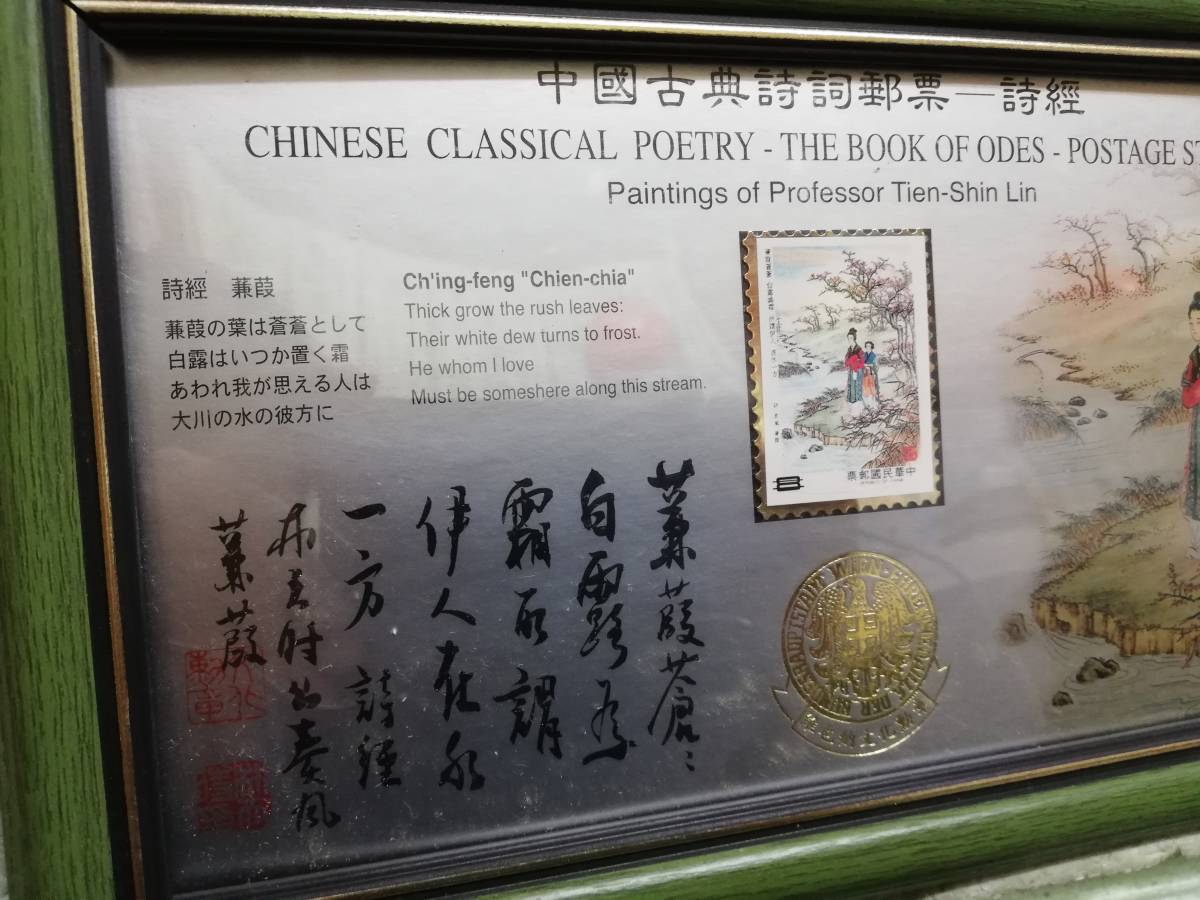 中國古典詩詞郵票—詩經
CHINESE CLASSICAL POETRY - THE BOOK OF ODES - POSTAGE ST
Paintings of Professor Tien-Shin Lin
詩經 蒹葭
蒹葭の葉は蒼蒼として
白露はいつか置く霜
あわれ我が思える人は
大川の水の彼方に
Ch'ing-feng "Chien-chia"
Thick grow the rush leaves:
Their white dew turns to frost.
He whom I love
Must be someshere along this stream.
票郵國民華中
REPUBLIC OF CHINA
8
蒹葭蒼々
白露為
霜所謂
伊人在水
一方 詩經
蒹葭